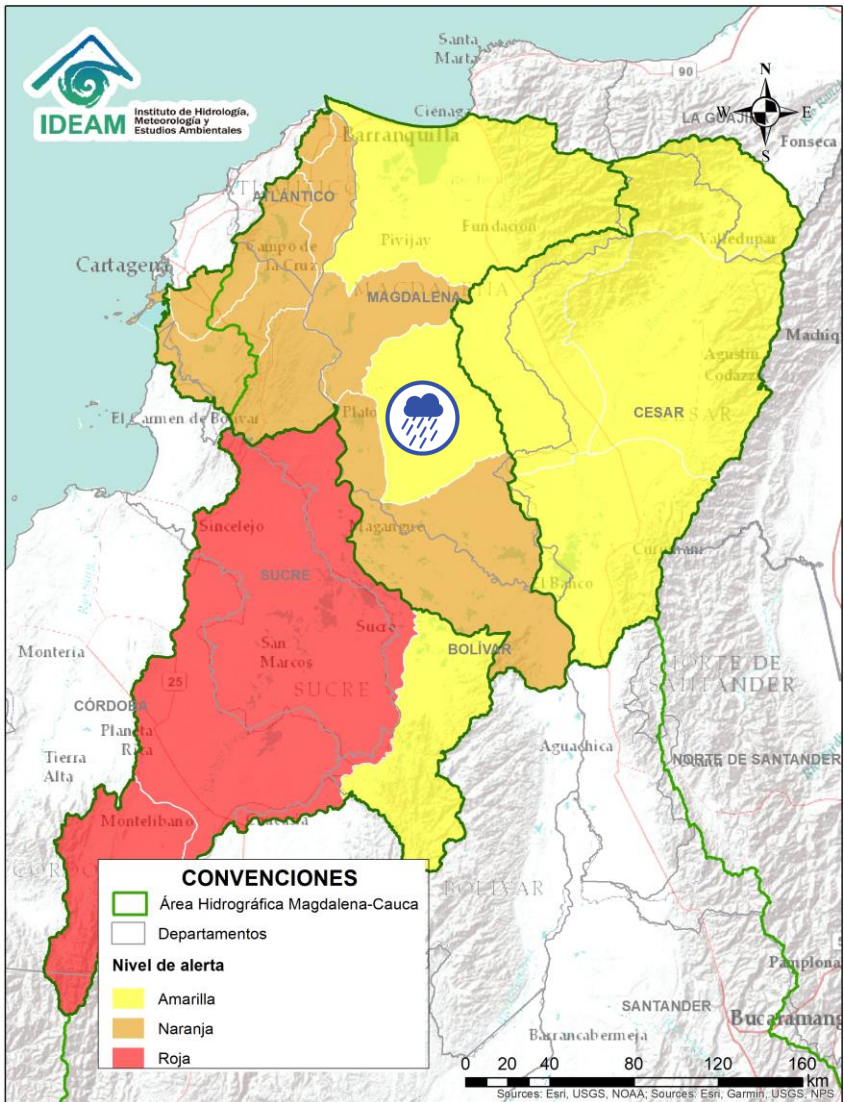 IDEAM
Instituto de Hidrología,
Meteorología y
Estudios Ambientales
Santa
Marta
90
N
W
E
S
LA GUAJIRA
Fonseca
Ciénaga
Barranquilla
ATLÁNTICO
Pivijay
Fundación
Valledupar
Cartagena
Campo de
la Cruz
MAGDALENA
Machiq
Agustín
Codazzi
El Carmen de Bolívar
Plato
CESAR
Sincelejo
Magangué
Curumaní
SUCRE
El Banco
Sucre
Montería
San
Marcos
BOLÍVAR
NORTE DE
SANTANDER
25
SUCRE
CÓRDOBA
Planeta
Rica
Tierra
Alta
Aguachica
NORTE DE SANTANDER
Montelíbano
Caucasia
BOLÍVAR
CONVENCIONES
Área Hidrográfica Magdalena-Cauca
Departamentos
Nivel de alerta
Amarilla
Naranja
Roja
Pamplona
SANTANDER
Bucaramang
Barrancabermeja
0 20 40 80 120 160
km
Sources: Esri, USGS, NOAA; Sources: Esri, Garmin, USGS, NPS